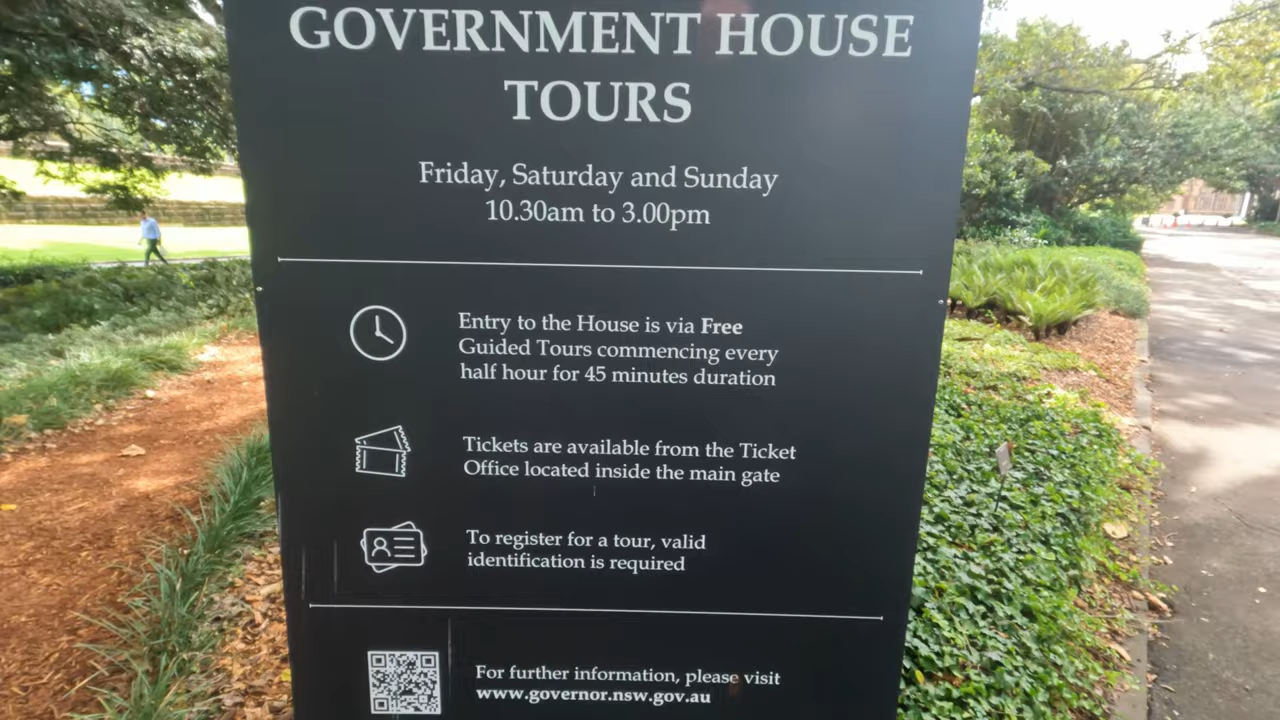 GOVERNMENT HOUSE
TOURS
Friday, Saturday and Sunday
10.30am to 3.00pm
Entry to the House is via Free
Guided Tours commencing every
half hour for 45 minutes duration
Tickets are available from the Ticket
Office located inside the main gate
To register for a tour, valid
identification is required
For further information, please visit
www.governor.nsw.gov.au